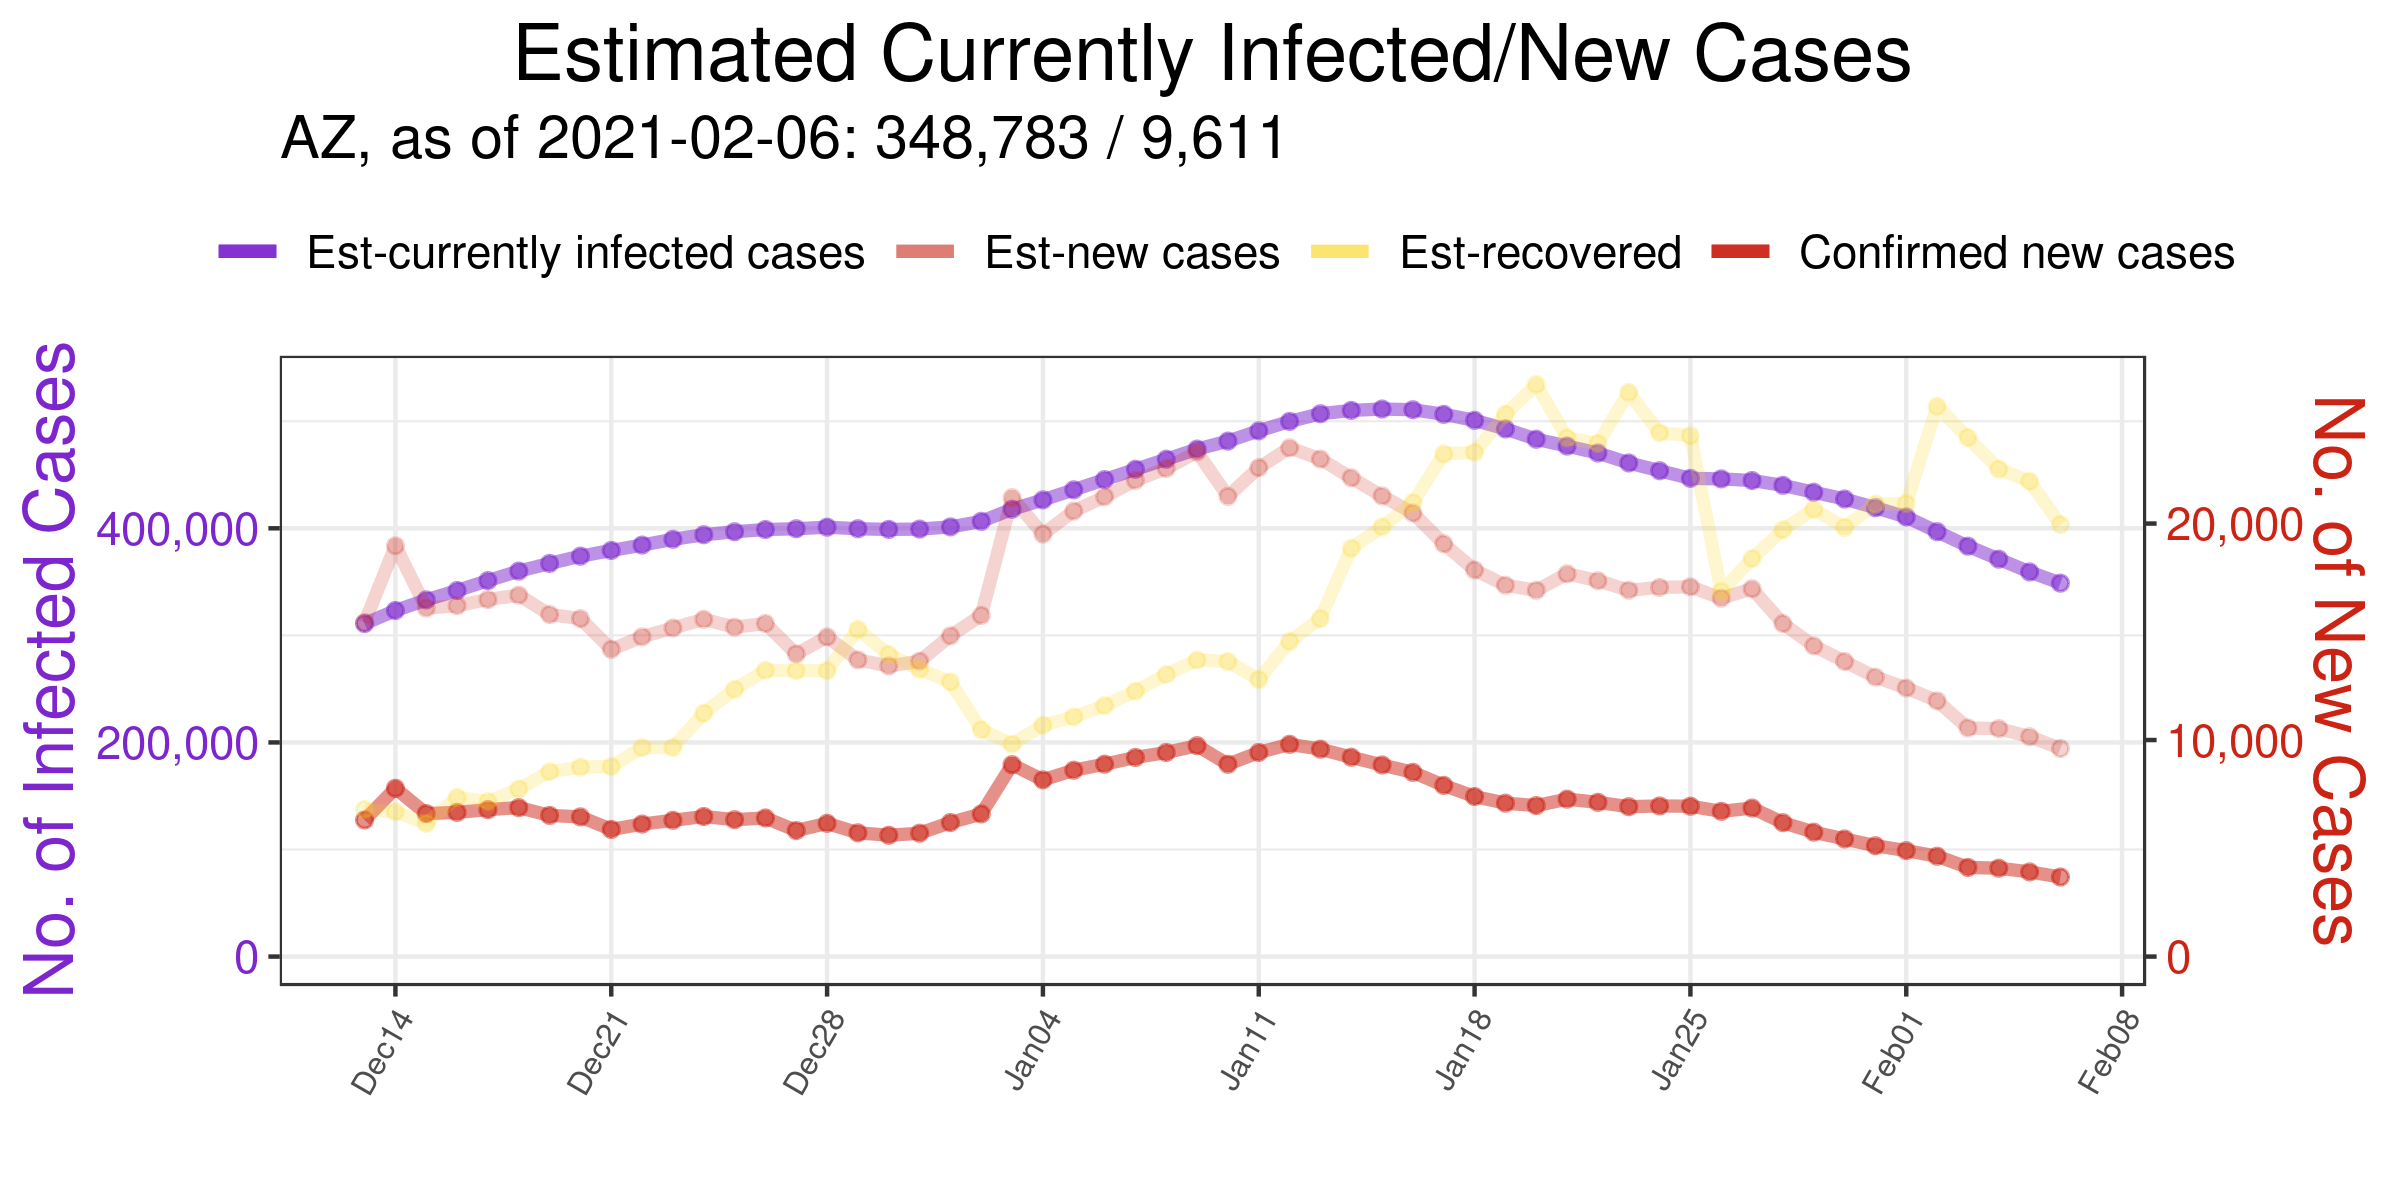 Estimated Currently Infected/New Cases
AZ, as of 2021-02-06: 348,783 / 9,611
Est-currently infected cases Est-new cases Est-recovered Confirmed new cases
No. of Infected Cases
400,000
200,000
0
No. of New Cases
20,000
10,000
0
Dec14 Dec21 Dec28 Jan04 Jan11 Jan18 Jan25 Feb01 Feb08